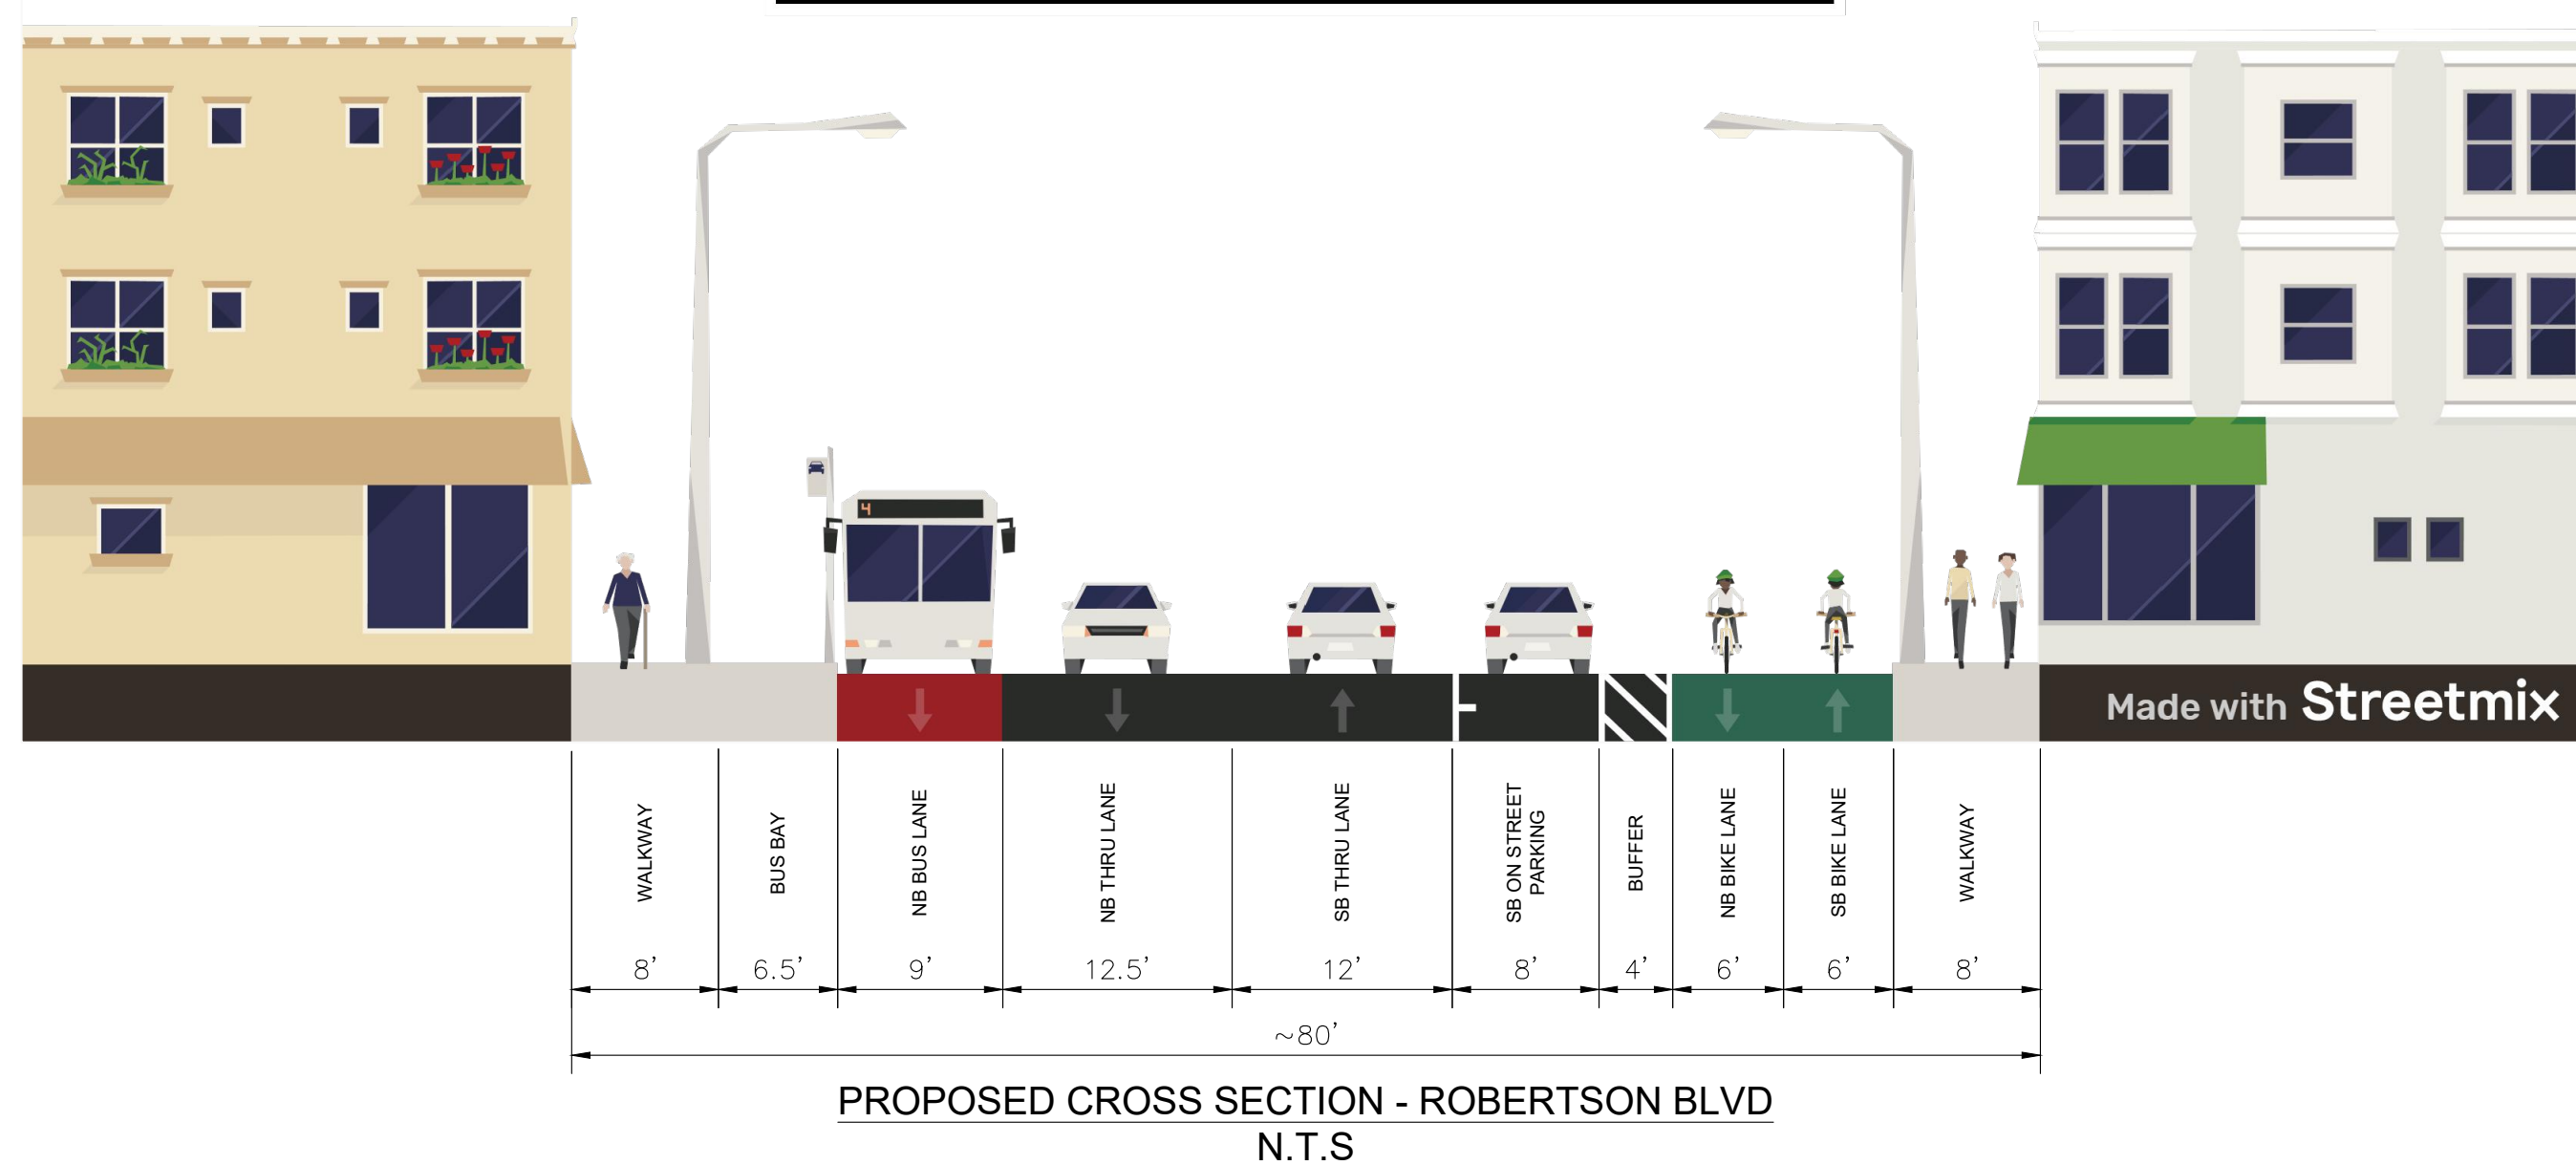 4
Made with Streetmix
WALKWAY
BUS BAY
NB BUS LANE
NB THRU LANE
SB THRU LANE
SB ON STREET
PARKING
BUFFER
NB BIKE LANE
SB BIKE LANE
WALKWAY
8' 6.5' 9' 12.5' 12' 8' 4' 6' 6' 8'
~80'
PROPOSED CROSS SECTION - ROBERTSON BLVD
N.T.S